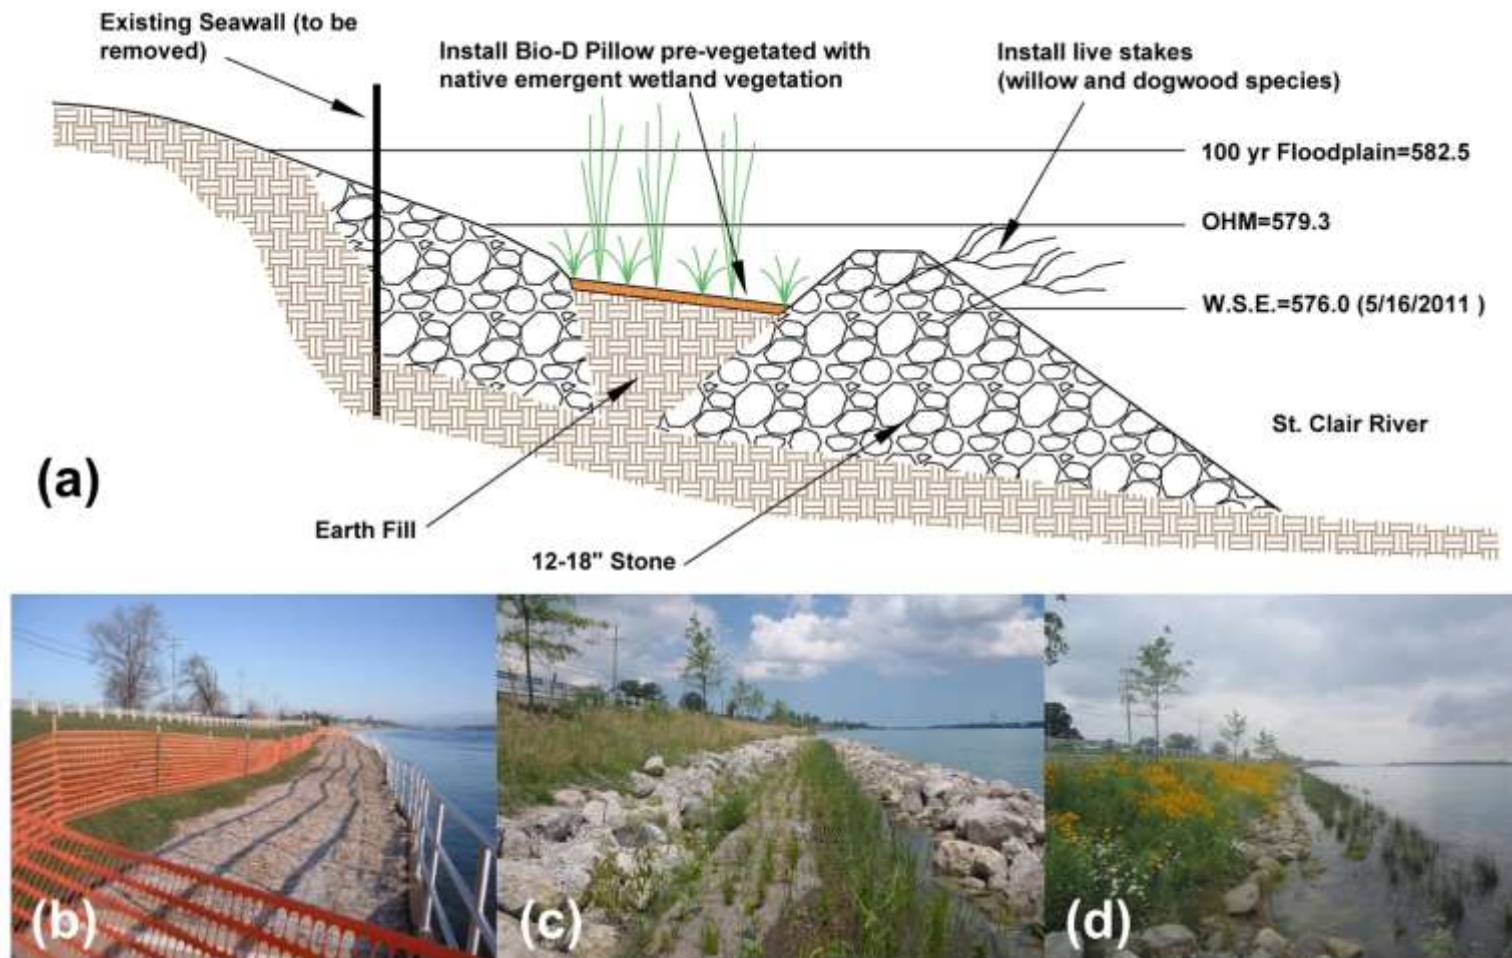 Existing Seawall (to be
removed)
Install Bio-D Pillow pre-vegetated with
native emergent wetland vegetation
Install live stakes
(willow and dogwood species)
100 yr Floodplain=582.5
OHM=579.3
W.S.E.=576.0 (5/16/2011 )
St. Clair River
(a)
Earth Fill
12-18" Stone
(b)
(c)
(d)